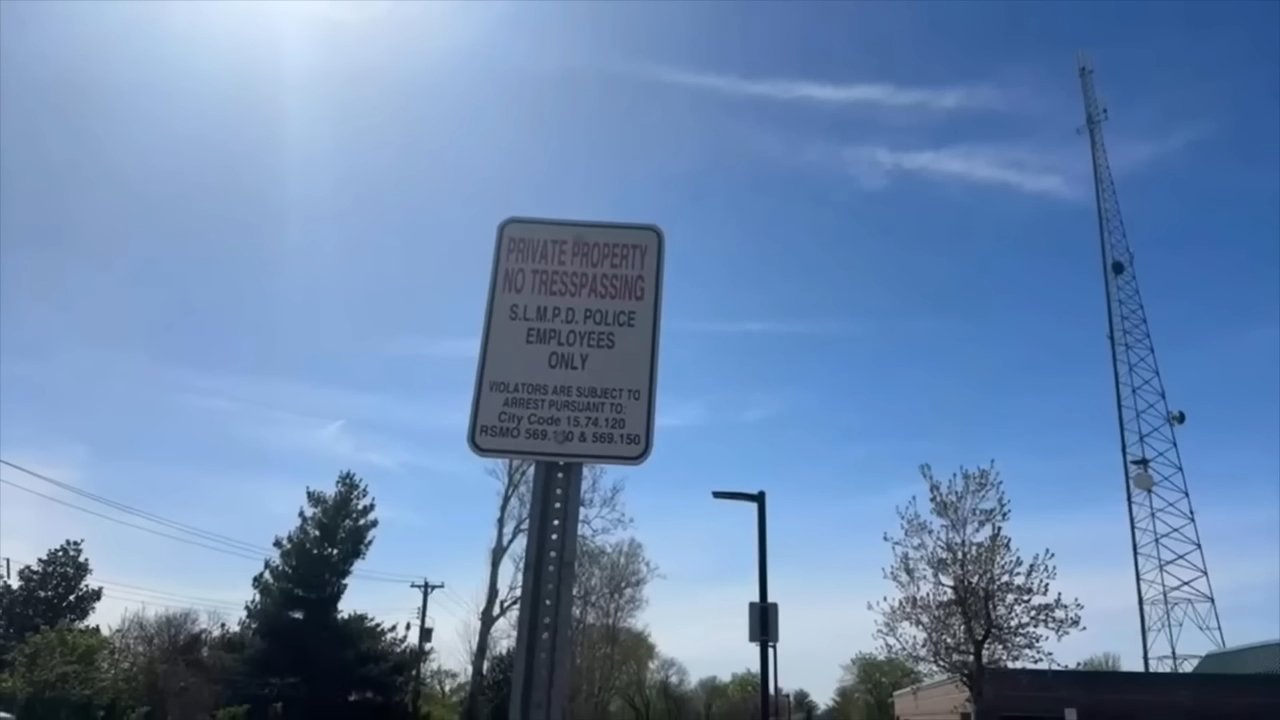 PRIVATE PROPERTY
NO TRESSPASSING
S.L.M.P.D. POLICE
EMPLOYEES
ONLY
VIOLATORS ARE SUBJECT TO
ARREST PURSUANT TO:
City Code 15.74.120
RSMO & 569.150